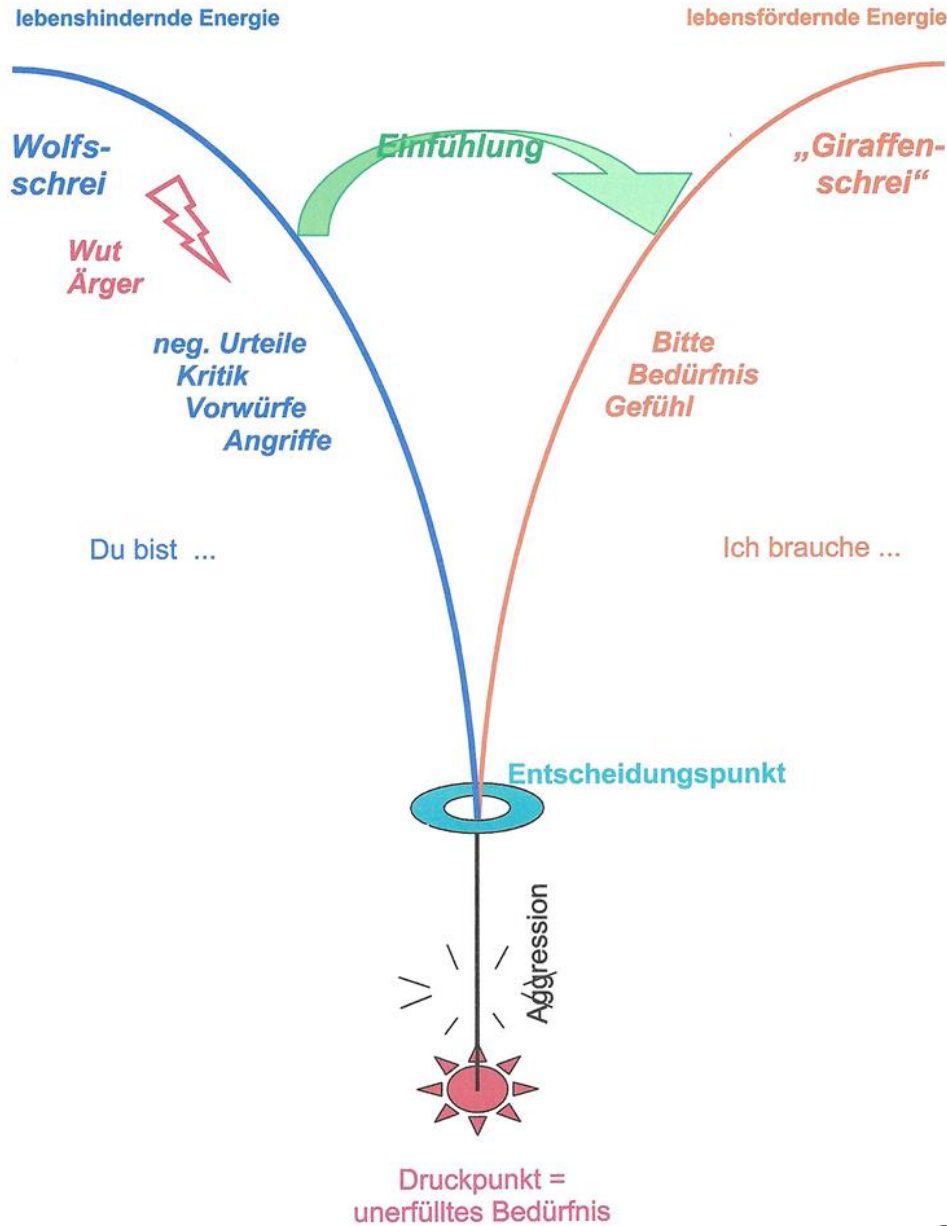 lebenshindernde Energie
lebensfördernde Energie
Wolfs-
schrei
Einfühlung
„Giraffen-
schrei“
Wut
Ärger
neg. Urteile
Kritik
Vorwürfe
Angriffe
Bitte
Bedürfnis
Gefühl
Du bist ...
Ich brauche ...
Entscheidungspunkt
Aggression
Druckpunkt =
unerfülltes Bedürfnis